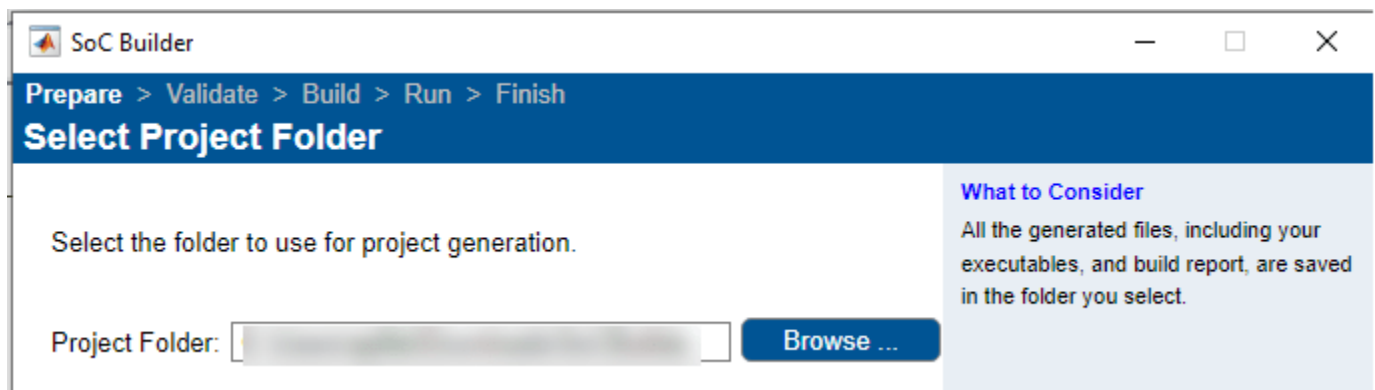 SoC Builder
Prepare > Validate > Build > Run > Finish
Select Project Folder
What to Consider
All the generated files, including your
executables, and build report, are saved
in the folder you select.
Select the folder to use for project generation.
Project Folder:
Browse ...